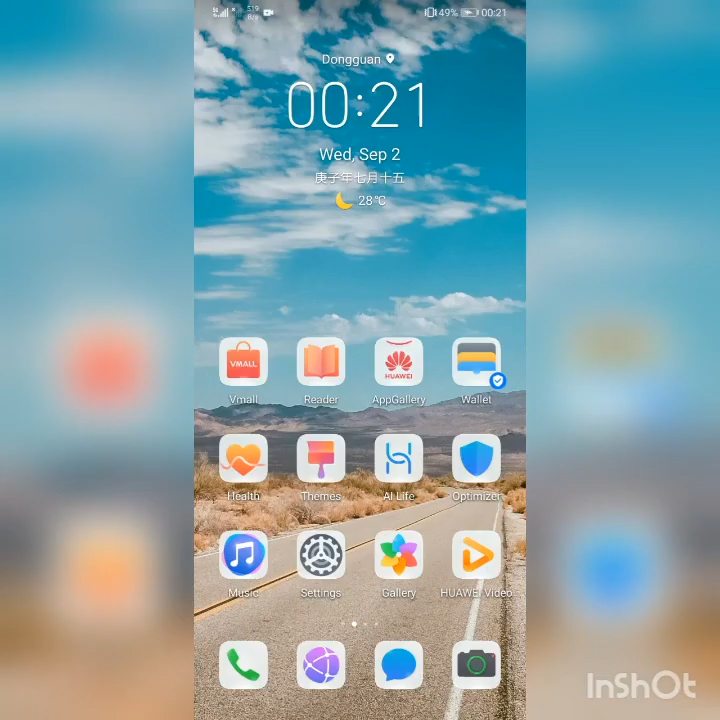 519 B/s 49% 00:21
Dongguan
00:21
Wed, Sep 2
庚子年七月十五
28°C
VMALL HUAWEI
Vmall Reader AppGallery Wallet
Health Themes AI Life Optimizer
Music Settings Gallery HUAWEI Video
InShOt